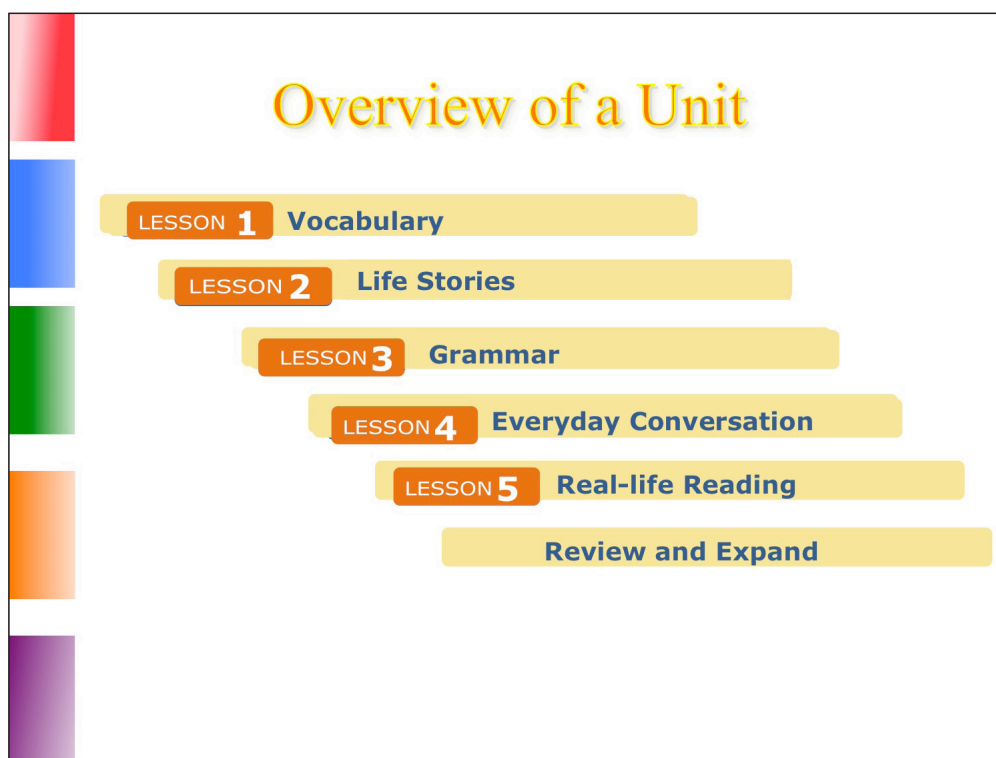 Overview of a Unit
LESSON 1 Vocabulary
LESSON 2 Life Stories
LESSON 3 Grammar
LESSON 4 Everyday Conversation
LESSON 5 Real-life Reading
Review and Expand